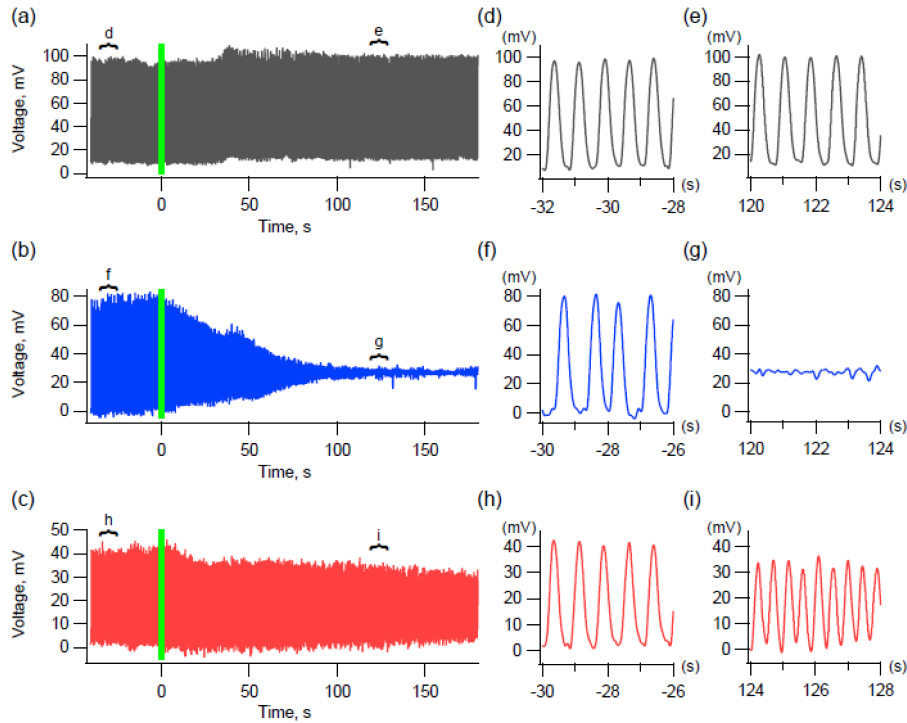 (a)
(d)
(e)
d
e
Voltage, mV
100
80
60
40
20
0
0
50
100
150
Time, s
(mV)
100
80
60
40
20
(s)
-32
-30
-28
(mV)
100
80
60
40
20
(s)
120
122
124
(b)
(f)
(g)
f
g
Voltage, mV
80
60
40
20
0
0
50
100
150
Time, s
(mV)
80
60
40
20
0
(s)
-30
-28
-26
(mV)
80
60
40
20
0
(s)
120
122
124
(c)
(h)
(i)
h
i
Voltage, mV
50
40
30
20
10
0
0
50
100
150
Time, s
(mV)
40
30
20
10
0
(s)
-30
-28
-26
(mV)
40
30
20
10
0
(s)
124
126
128